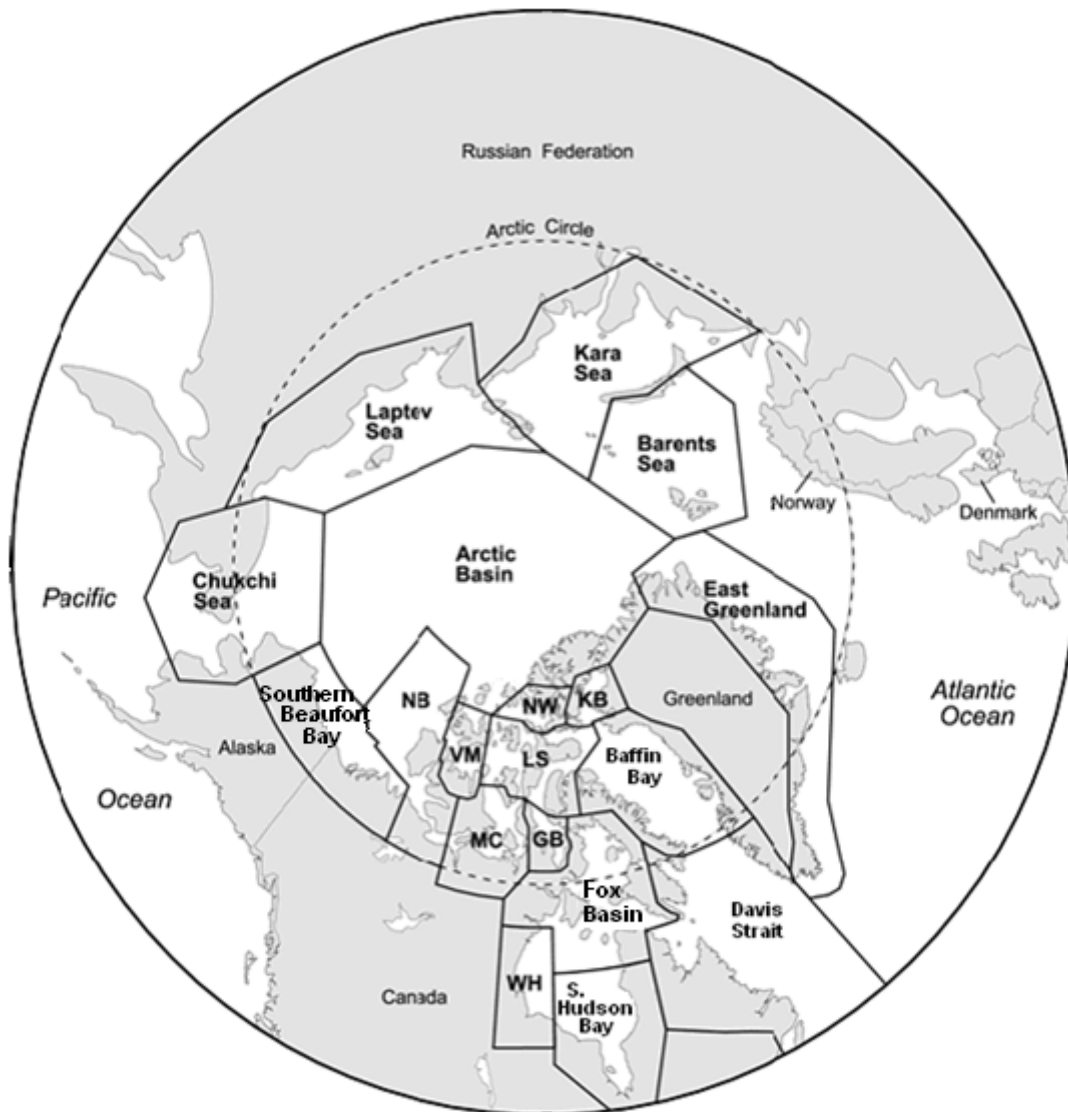 Russian Federation
Arctic Circle
Kara
Sea
Laptev
Sea
Barents
Sea
Norway
Denmark
Arctic
Basin
Chukchi
Sea
Pacific
East
Greenland
Southern
Beaufort
Bay
NB
NW
KB
Greenland
Atlantic
Ocean
Alaska
VM
LS
Baffin
Bay
Ocean
MC
GB
Fox
Basin
Davis
Strait
WH
Canada
S.
Hudson
Bay